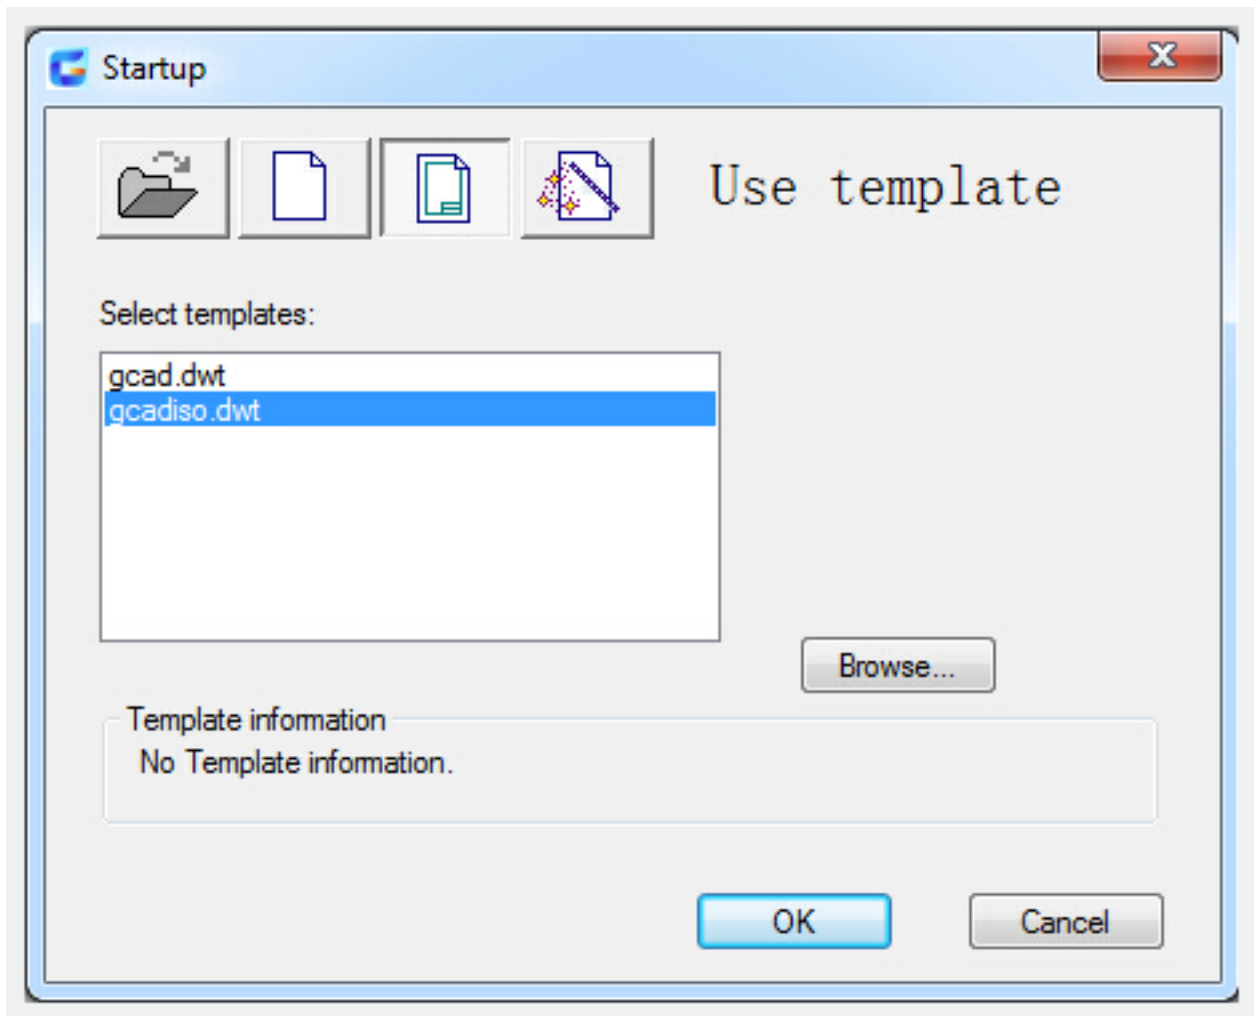 Startup
Use template
Select templates:
gcad.dwt
gcadiso.dwt
Browse...
Template information
No Template information.
OK
Cancel